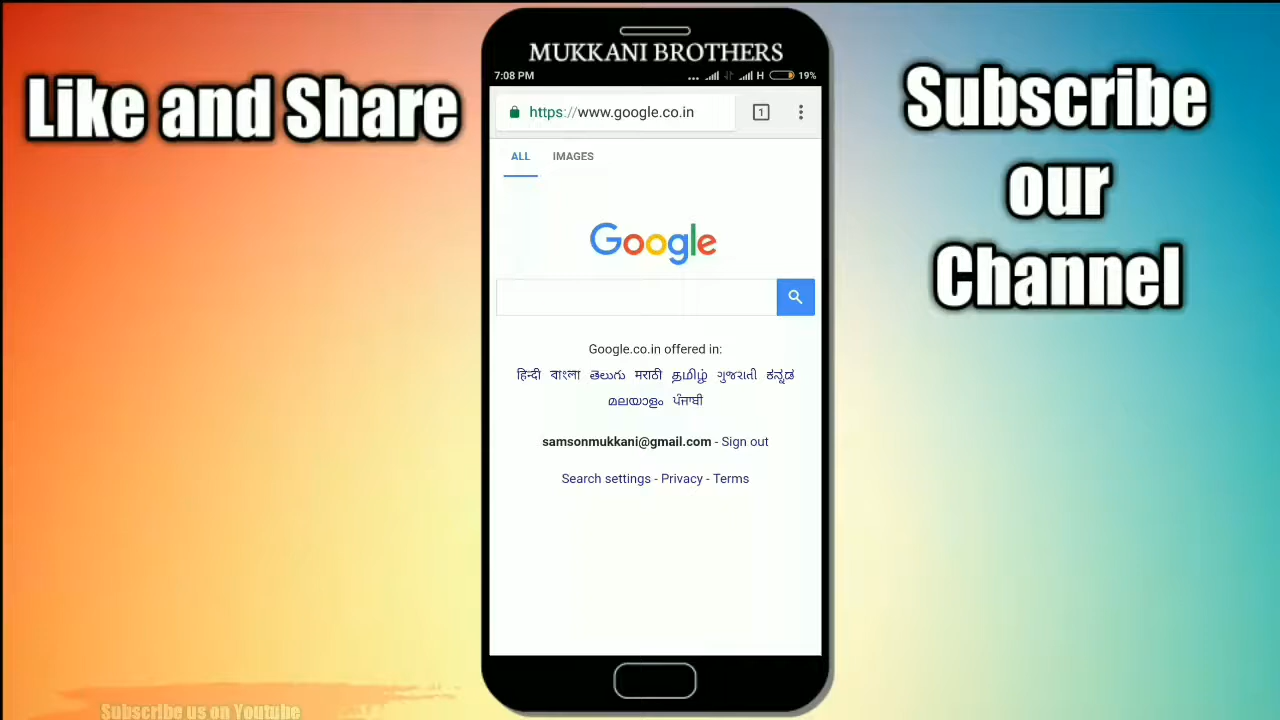 Like and Share
MUKKANI BROTHERS
7:08 PM ... H 19%
https://www.google.co.in 1
ALL IMAGES
Google
Google.co.in offered in:
हिन्दी বাংলা తెలుగు मराठी தமிழ் ગુજરાતી ಕನ್ನಡ
മലയാളം ਪੰਜਾਬੀ
samsonmukkani@gmail.com - Sign out
Search settings - Privacy - Terms
Subscribe
our
Channel
Subscribe us on Youtube